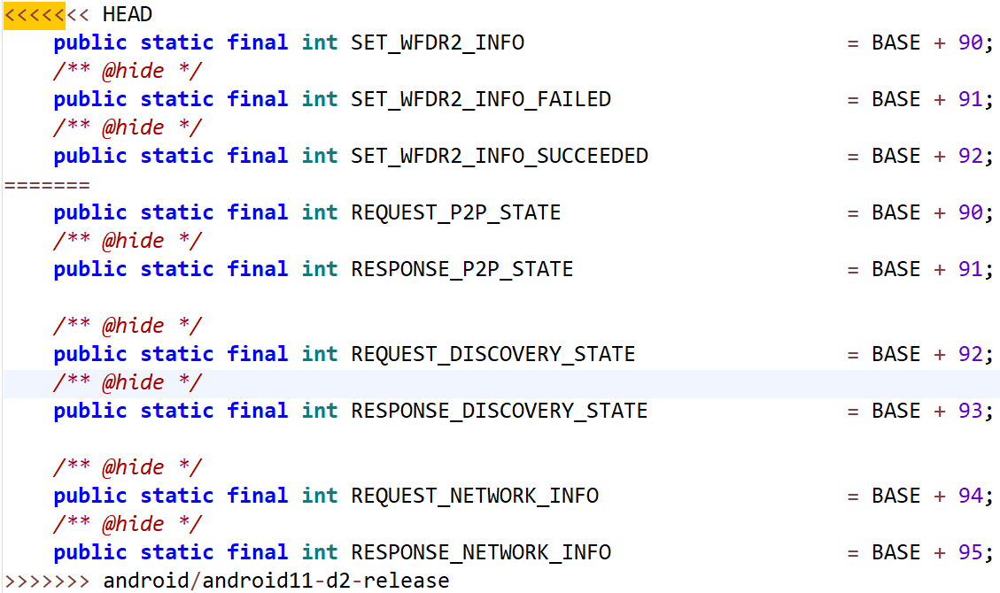 <<<<<<< HEAD
    public static final int SET_WFDR2_INFO                          = BASE + 90;
    /** @hide */
    public static final int SET_WFDR2_INFO_FAILED                   = BASE + 91;
    /** @hide */
    public static final int SET_WFDR2_INFO_SUCCEEDED                = BASE + 92;
=======
    public static final int REQUEST_P2P_STATE                       = BASE + 90;
    /** @hide */
    public static final int RESPONSE_P2P_STATE                      = BASE + 91;

    /** @hide */
    public static final int REQUEST_DISCOVERY_STATE                 = BASE + 92;
    /** @hide */
    public static final int RESPONSE_DISCOVERY_STATE                = BASE + 93;

    /** @hide */
    public static final int REQUEST_NETWORK_INFO                    = BASE + 94;
    /** @hide */
    public static final int RESPONSE_NETWORK_INFO                   = BASE + 95;
>>>>>>> android/android11-d2-release